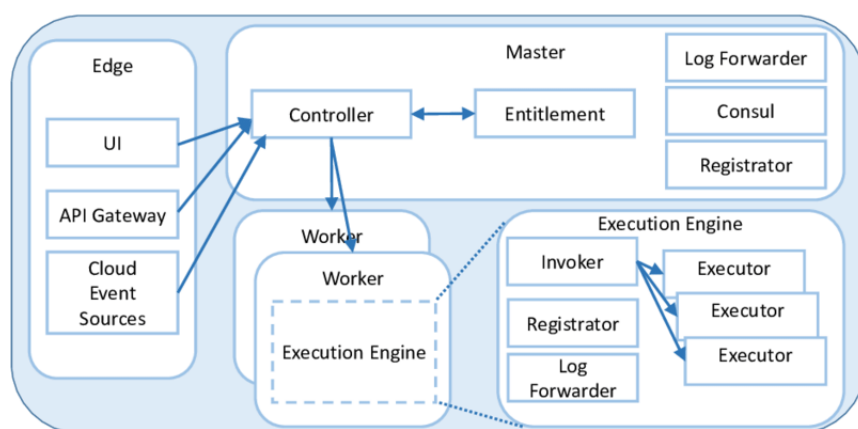 Edge
UI
API Gateway
Cloud
Event
Sources
Master
Controller
Entitlement
Log Forwarder
Consul
Registrator
Worker
Worker
Execution Engine
Execution Engine
Invoker
Registrator
Log
Forwarder
Executor
Executor
Executor